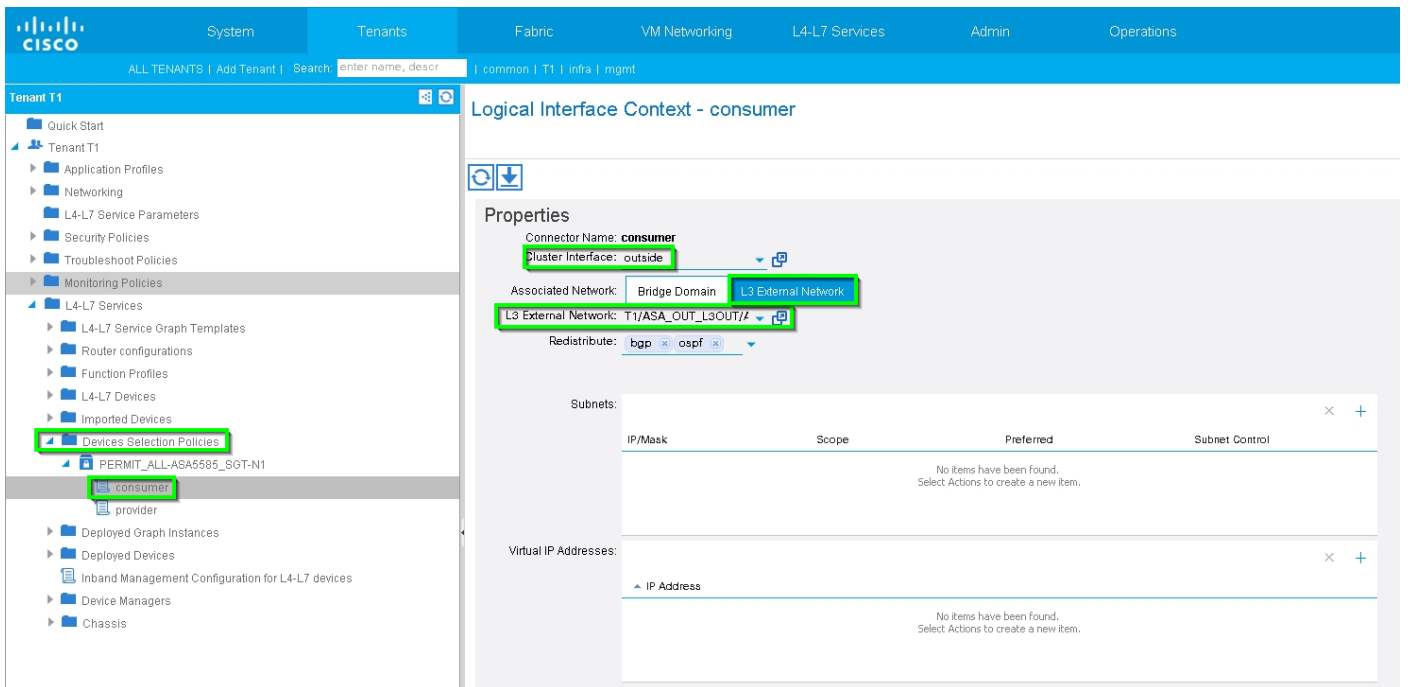 CISCO
System Tenants Fabric VM Networking L4-L7 Services Admin Operations
ALL TENANTS | Add Tenant | Search: enter name, descr | common | T1 | infra | mgmt
Tenant T1
Quick Start
Tenant T1
Application Profiles
Networking
L4-L7 Service Parameters
Security Policies
Troubleshoot Policies
Monitoring Policies
L4-L7 Services
L4-L7 Service Graph Templates
Router configurations
Function Profiles
L4-L7 Devices
Imported Devices
Devices Selection Policies
PERMIT_ALL-ASA5585_SGT-N1
consumer
provider
Deployed Graph Instances
Deployed Devices
Inband Management Configuration for L4-L7 devices
Device Managers
Chassis
Logical Interface Context - consumer
Properties
Connector Name: consumer
Cluster Interface: outside
Associated Network: Bridge Domain L3 External Network
L3 External Network: T1/ASA_OUT_L3OUT/
Redistribute: bgp ospf
Subnets:
IP/Mask Scope Preferred Subnet Control
No items have been found.
Select Actions to create a new item.
Virtual IP Addresses:
IP Address
No items have been found.
Select Actions to create a new item.